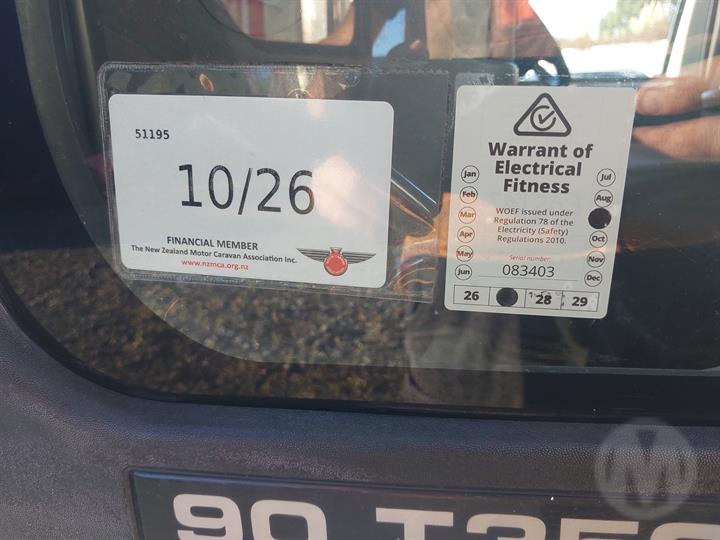 51195
10/26
FINANCIAL MEMBER
The New Zealand Motor Caravan Association Inc.
www.nzmca.org.nz
Warrant of
Electrical
Fitness
Jan
Feb
Mar
Apr
May
Jun
WOEF issued under
Regulation 78 of the
Electricity (Safety)
Regulations 2010.
Serial number:
083403
Jul
Aug
Oct
Nov
Dec
26 28 29
90 T35
M